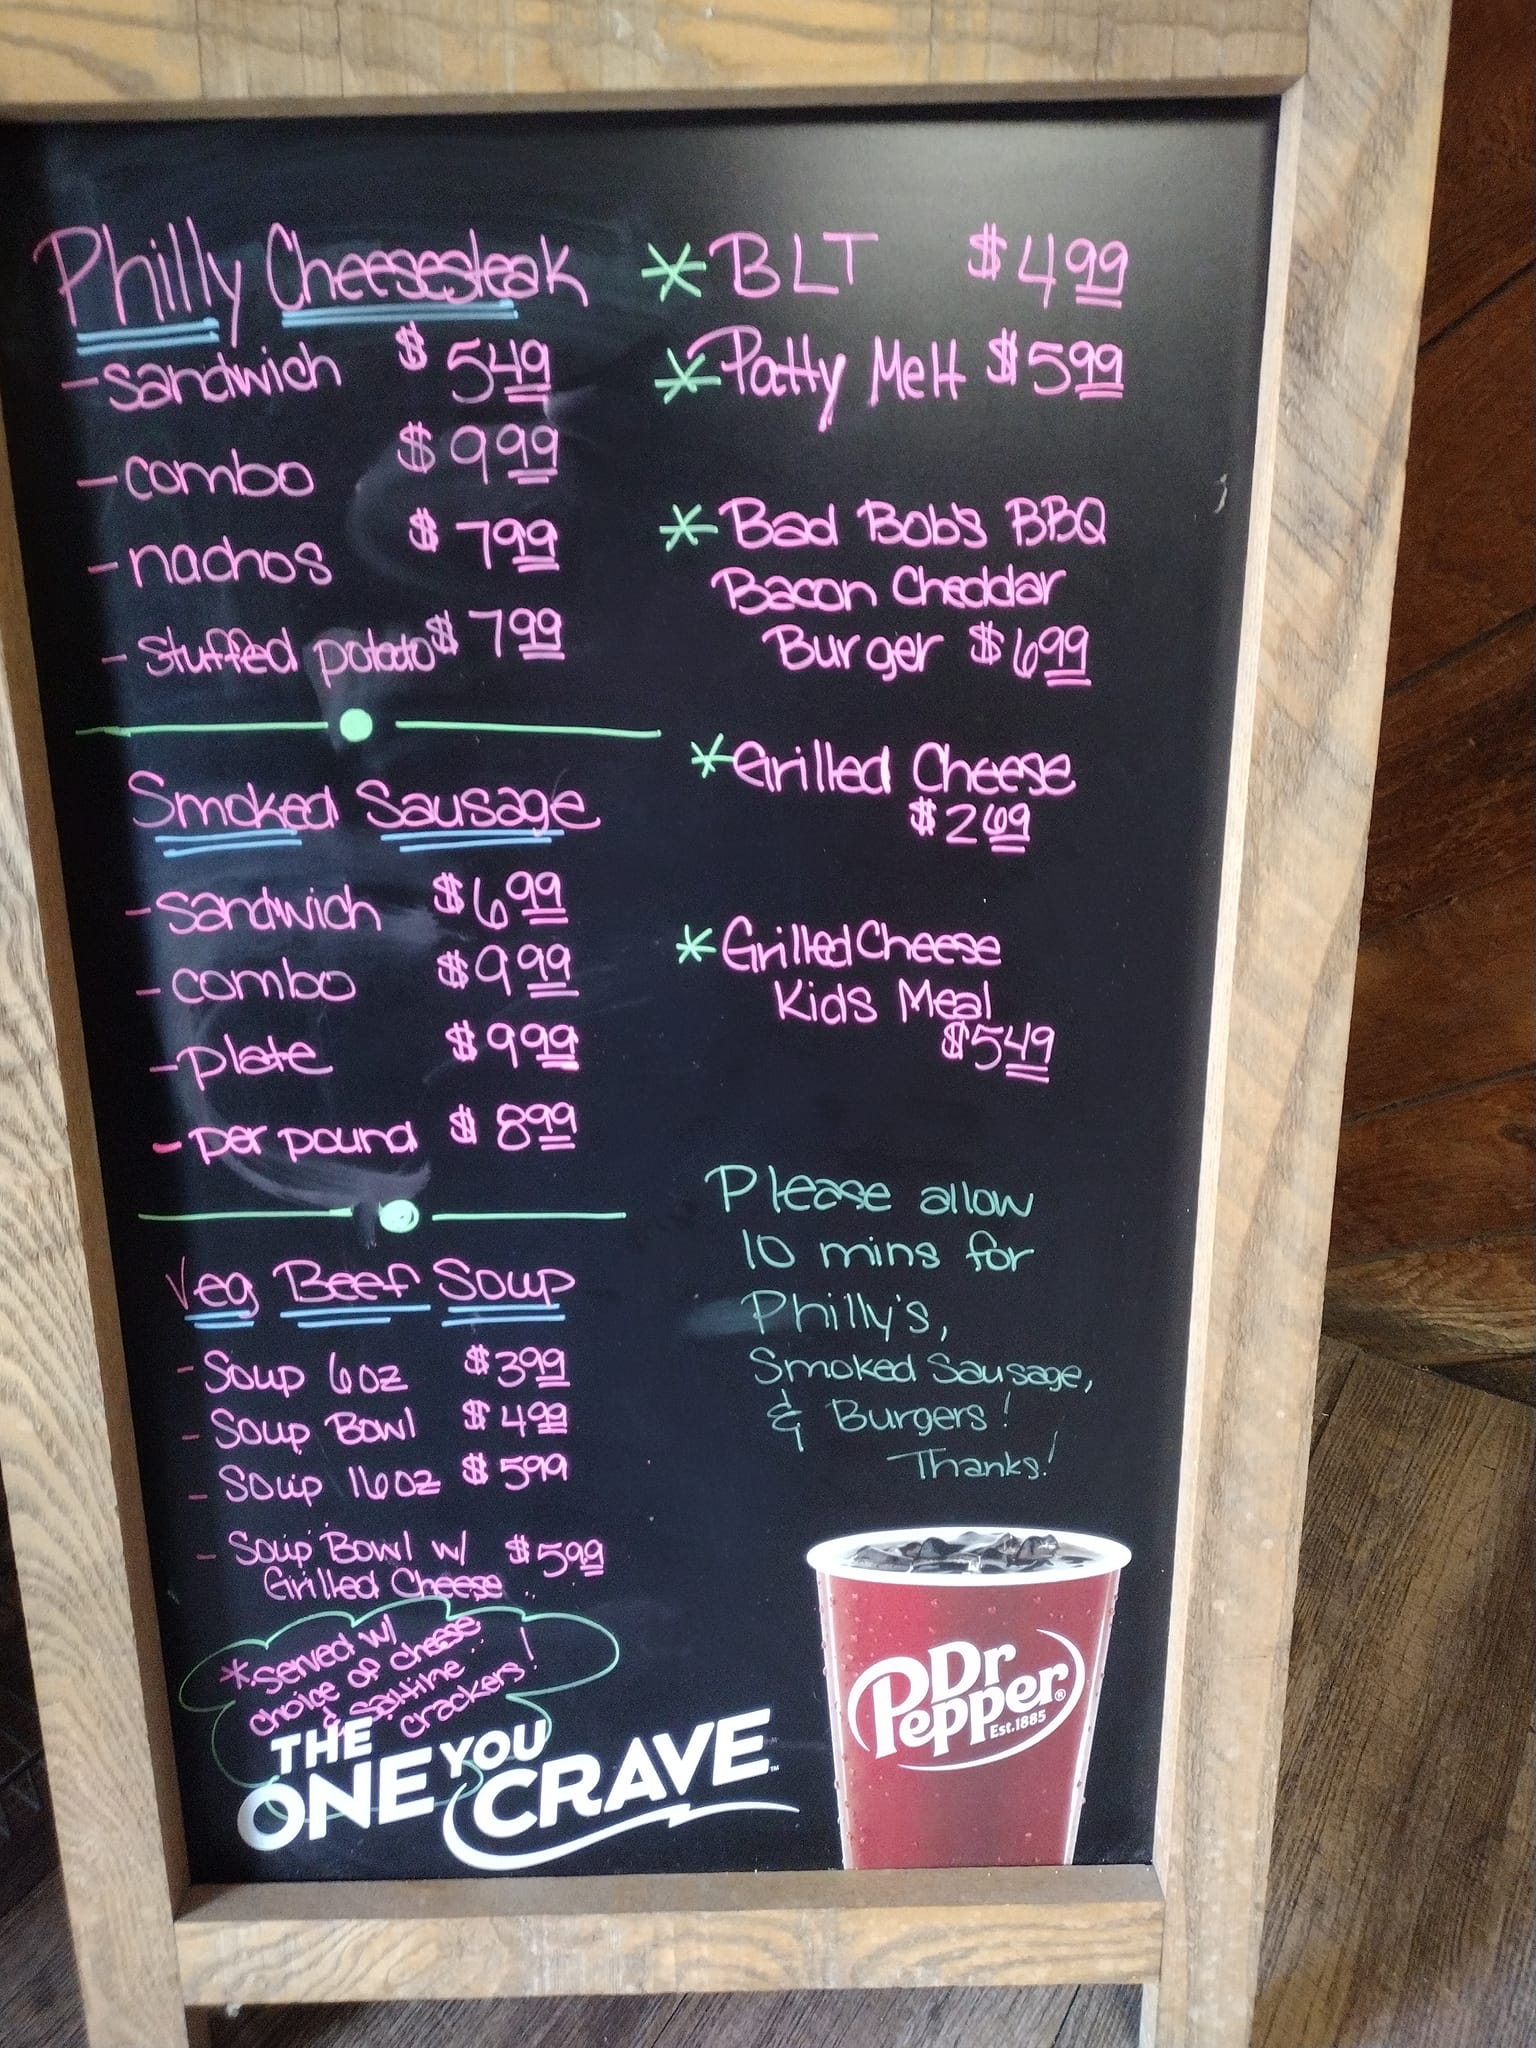 Philly Cheesesteak
- sandwich $5 49
- combo $9 99
- nachos $7 99
- stuffed potato $7 99
Smoked Sausage
- sandwich $6 99
- combo $9 99
- plate $9 99
- per pound $8 99
Veg Beef Soup
- Soup 6oz $3 99
- Soup Bowl $4 99
- Soup 16oz $5 99
- Soup Bowl w/ $5 99
Grilled Cheese
* served w/
choice of cheese
& saltine
crackers!
* BLT $4 99
* Patty Melt $5 99
* Bad Bob's BBQ
Bacon Cheddar
Burger $6 99
* Grilled Cheese
$2 69
* Grilled Cheese
Kids Meal
$5 49
Please allow
10 mins for
Philly's,
Smoked Sausage,
& Burgers!
Thanks!
THE
ONE YOU
CRAVE™
Dr
Pepper®
Est. 1885